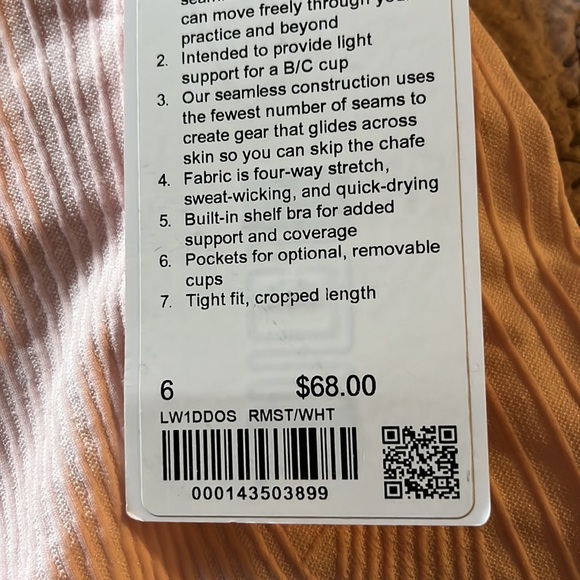 can move freely through
practice and beyond
2. Intended to provide light
support for a B/C cup
3. Our seamless construction uses
the fewest number of seams to
create gear that glides across
skin so you can skip the chafe
4. Fabric is four-way stretch,
sweat-wicking, and quick-drying
5. Built-in shelf bra for added
support and coverage
6. Pockets for optional, removable
cups
7. Tight fit, cropped length
6 $68.00
LW1DDOS RMST/WHT
000143503899